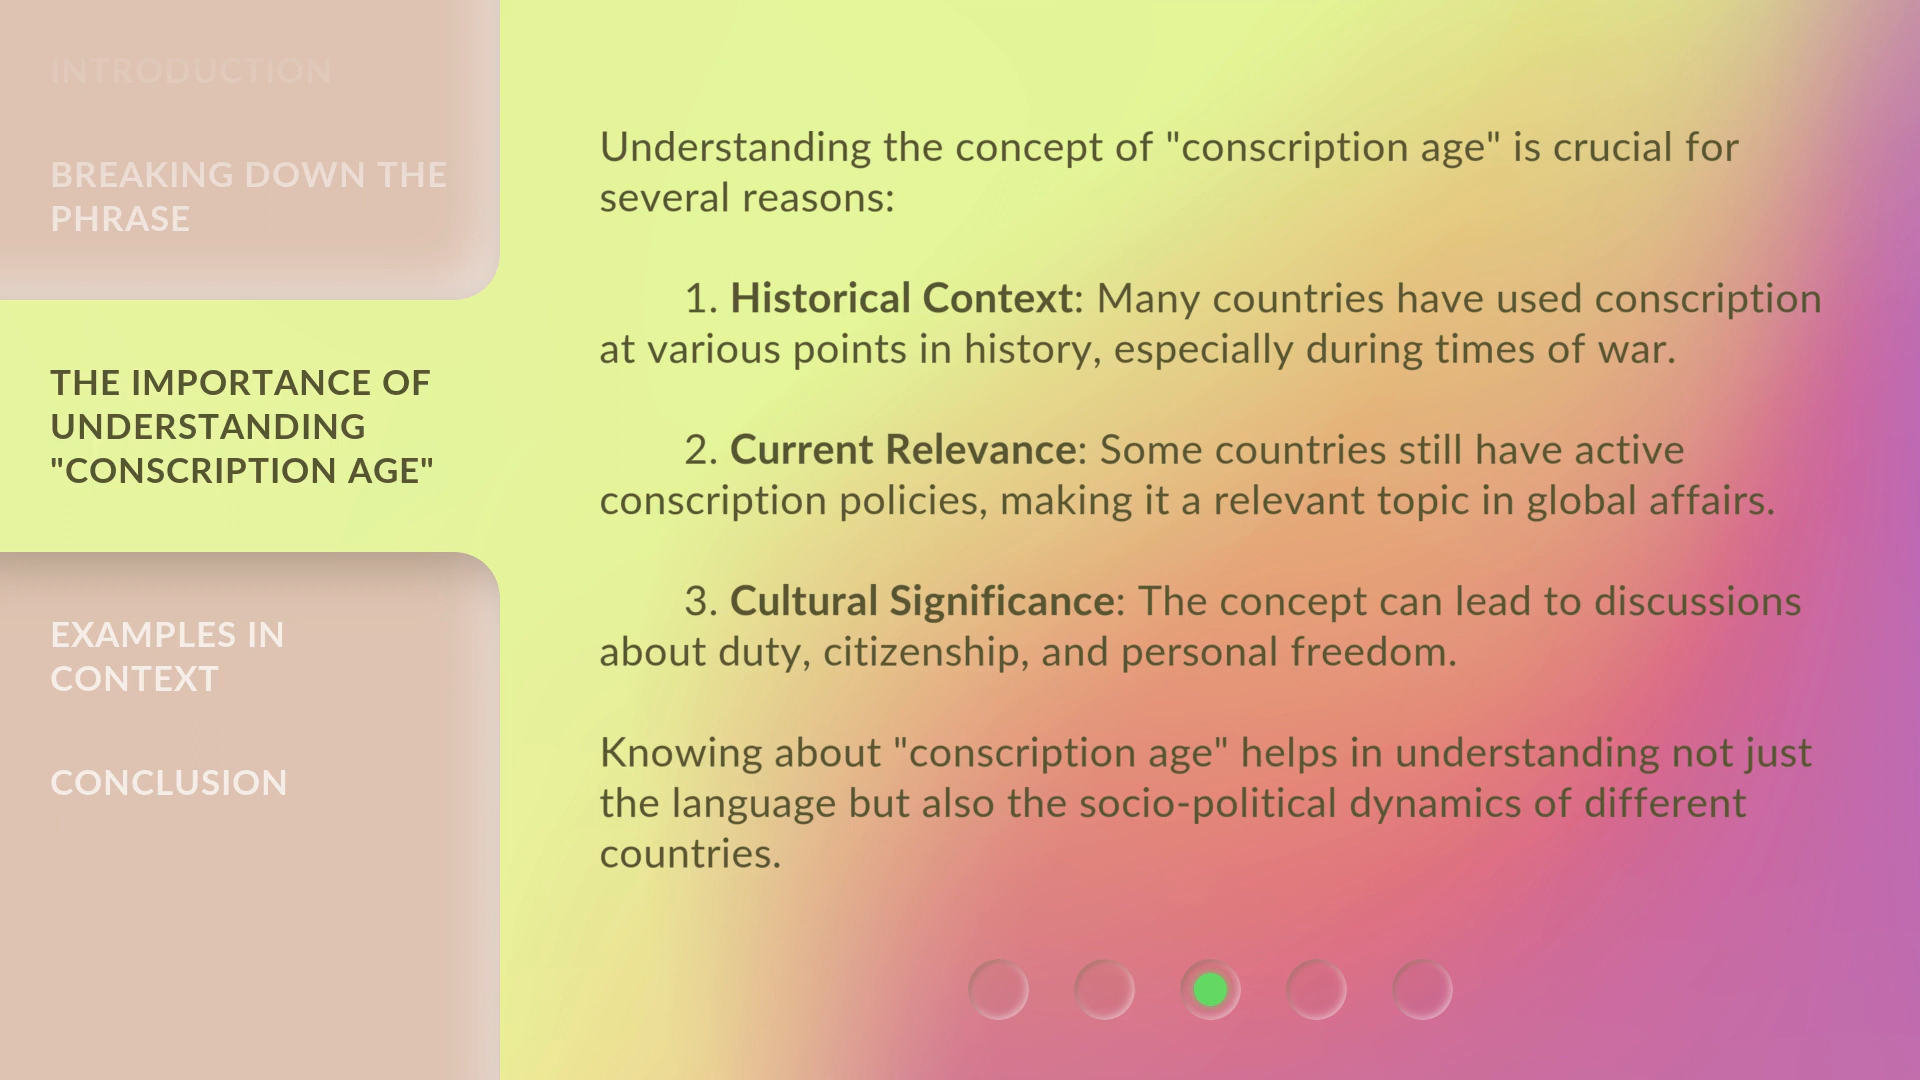 INTRODUCTION
BREAKING DOWN THE
PHRASE
THE IMPORTANCE OF
UNDERSTANDING
"CONSCRIPTION AGE"
EXAMPLES IN
CONTEXT
CONCLUSION
Understanding the concept of "conscription age" is crucial for
several reasons:
1. Historical Context: Many countries have used conscription
at various points in history, especially during times of war.
2. Current Relevance: Some countries still have active
conscription policies, making it a relevant topic in global affairs.
3. Cultural Significance: The concept can lead to discussions
about duty, citizenship, and personal freedom.
Knowing about "conscription age" helps in understanding not just
the language but also the socio-political dynamics of different
countries.